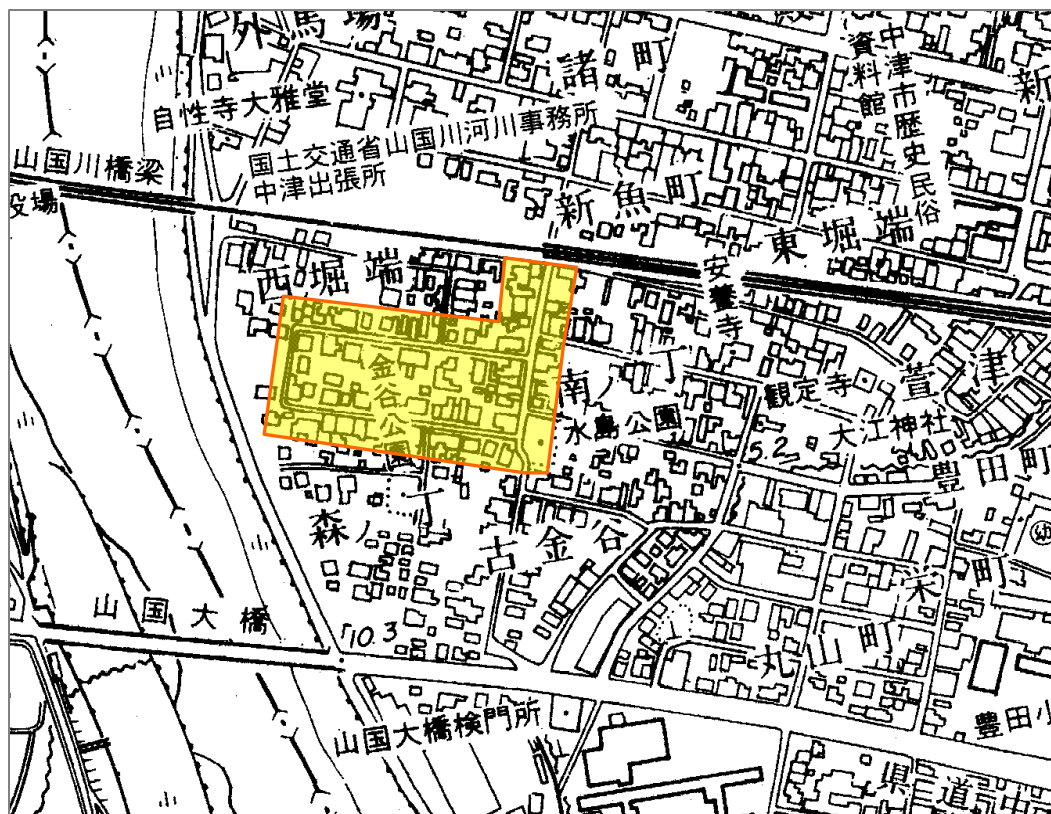 外馬場
諸町
中津市歴史民俗
資料館
新
自性寺大雅堂
国土交通省山国川河川事務所
中津出張所
山国川橋梁
役場
新魚町
東堀端
安養寺
西堀端
金谷公園
南ノ丁
水島公園
観定寺
萱津
5.2
大江神社
豊田町
幼
森ノ丁
古金谷
山国大橋
10.3
丸山町
山国大橋検門所
豊田小
県道中